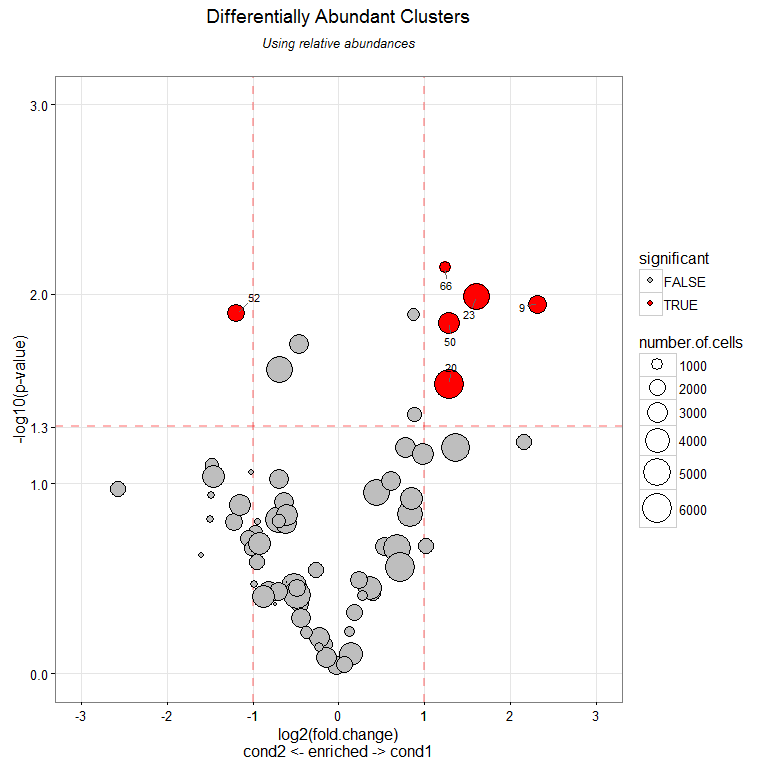 Differentially Abundant Clusters
Using relative abundances
-log10(p-value)
3.0
2.0
1.3
1.0
0.0
66
52
23
9
50
20
-3
-2
-1
0
1
2
3
log2(fold.change)
cond2 <- enriched -> cond1
significant
FALSE
TRUE
number.of.cells
1000
2000
3000
4000
5000
6000